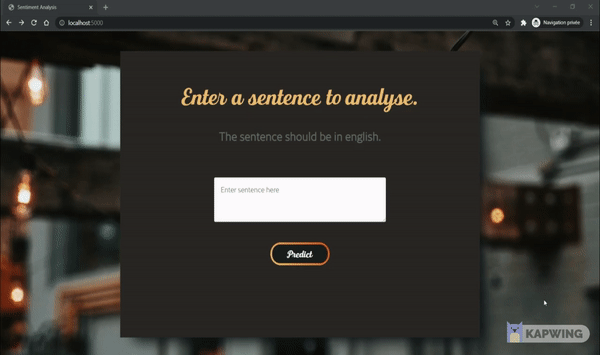 Sentiment Analysis
localhost:5000
Navigation privée
Enter a sentence to analyse.
The sentence should be in english.
Enter sentence here
Predict
KAPWING